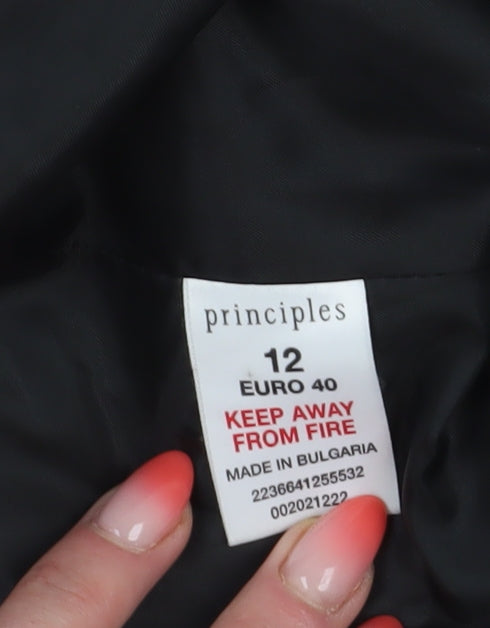 principles
12
EURO 40
KEEP AWAY
FROM FIRE
MADE IN BULGARIA
2236641255532
002021222